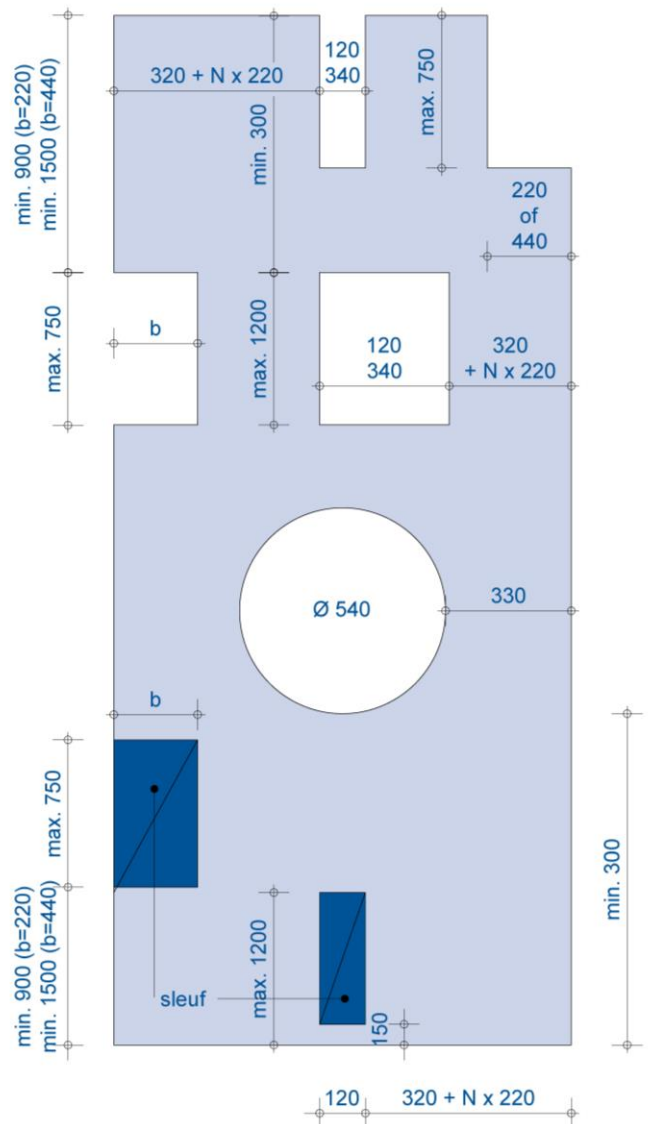 min. 900 (b=220)
min. 1500 (b=440)
320 + N x 220
120
340
min. 300
max. 750
220
of
440
max. 750
b
max. 1200
120
340
320
+ N x 220
Ø 540
330
b
max. 750
min. 900 (b=220)
min. 1500 (b=440)
sleuf
max. 1200
150
min. 300
120
320 + N x 220